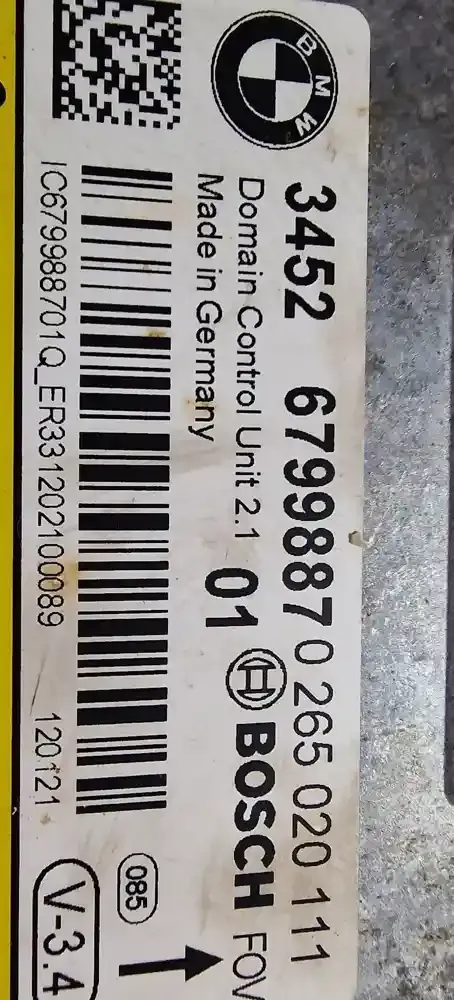 BMW
3452 6799887 0 265 020 111
Domain Control Unit 2.1 01 BOSCH FOV
Made in Germany
IC679988701Q_ER331202100089 120121
085
V-3.4